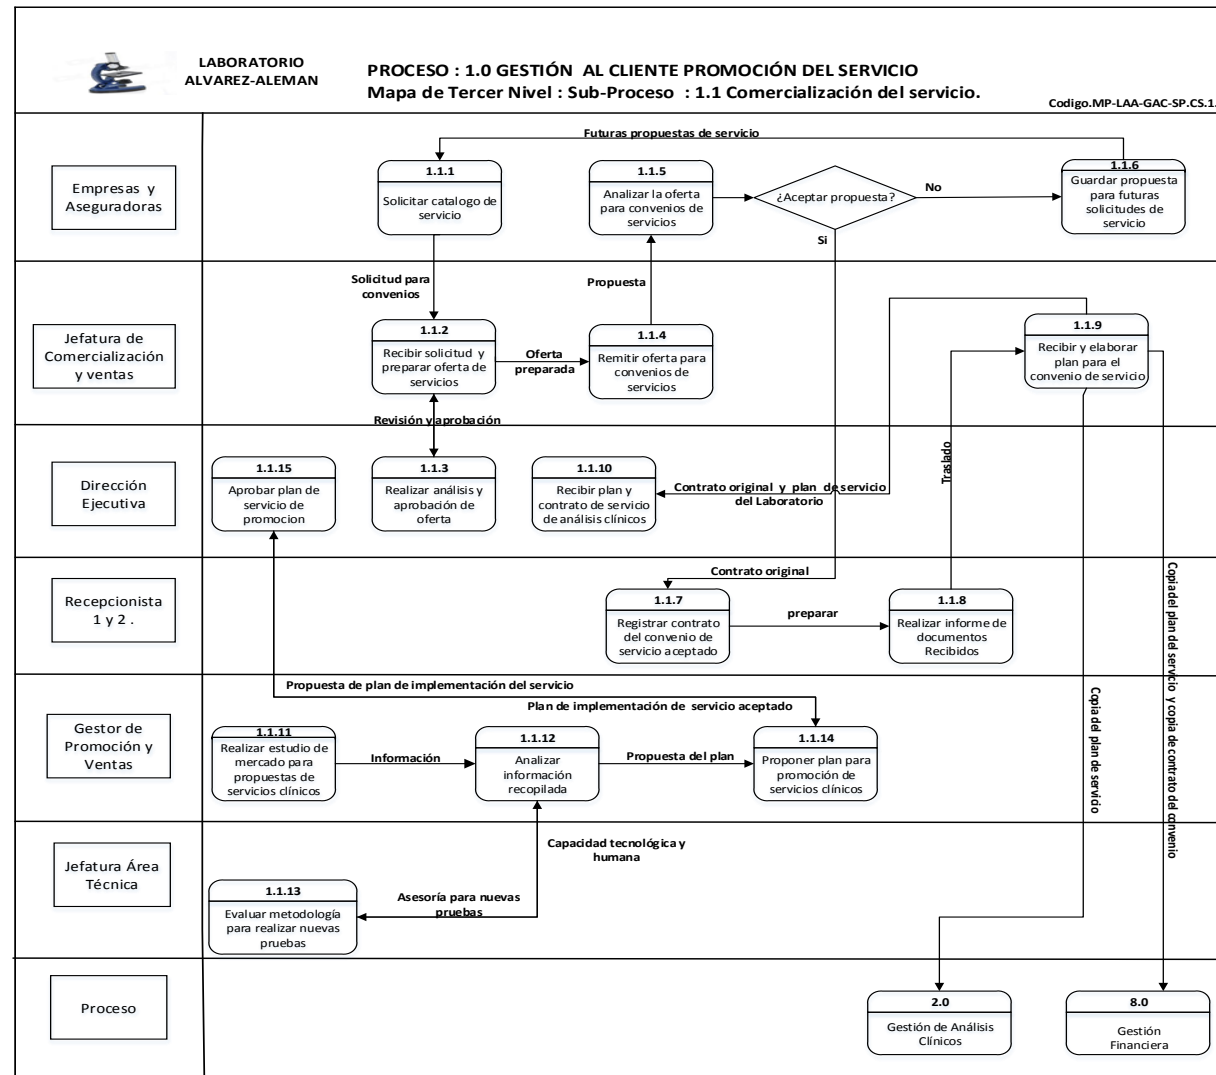 LABORATORIO
ALVAREZ-ALEMAN
PROCESO : 1.0 GESTIÓN AL CLIENTE PROMOCIÓN DEL SERVICIO
Mapa de Tercer Nivel : Sub-Proceso : 1.1 Comercialización del servicio.
Codigo.MP-LAA-GAC-SP.CS.1.
Empresas y
Aseguradoras
Futuras propuestas de servicio
1.1.1
Solicitar catalogo de
servicio
1.1.5
Analizar la oferta
para convenios de
servicios
¿Aceptar propuesta?
No
Si
1.1.6
Guardar propuesta
para futuras
solicitudes de
servicio
Solicitud para
convenios
Propuesta
Jefatura de
Comercialización
y ventas
1.1.2
Recibir solicitud y
preparar oferta de
servicios
Oferta
preparada
1.1.4
Remitir oferta para
convenios de
servicios
1.1.9
Recibir y elaborar
plan para el
convenio de servicio
Revisión y aprobación
Dirección
Ejecutiva
1.1.15
Aprobar plan de
servicio de
promocion
1.1.3
Realizar análisis y
aprobación de
oferta
1.1.10
Recibir plan y
contrato de servicio
de análisis clínicos
Contrato original y plan de servicio
del Laboratorio
Traslado
Contrato original
Recepcionista
1 y 2 .
1.1.7
Registrar contrato
del convenio de
servicio aceptado
preparar
1.1.8
Realizar informe de
documentos
Recibidos
Copia del plan de servicio
Copia del plan del servicio y copia de contrato del convenio
Propuesta de plan de implementación del servicio
Plan de implementación de servicio aceptado
Gestor de
Promoción y
Ventas
1.1.11
Realizar estudio de
mercado para
propuestas de
servicios clínicos
Información
1.1.12
Analizar
información
recopilada
Propuesta del plan
1.1.14
Proponer plan para
promoción de
servicios clínicos
Capacidad tecnológica y
humana
Jefatura Área
Técnica
1.1.13
Evaluar metodología
para realizar nuevas
pruebas
Asesoría para nuevas
pruebas
Proceso
2.0
Gestión de Análisis
Clínicos
8.0
Gestión
Financiera